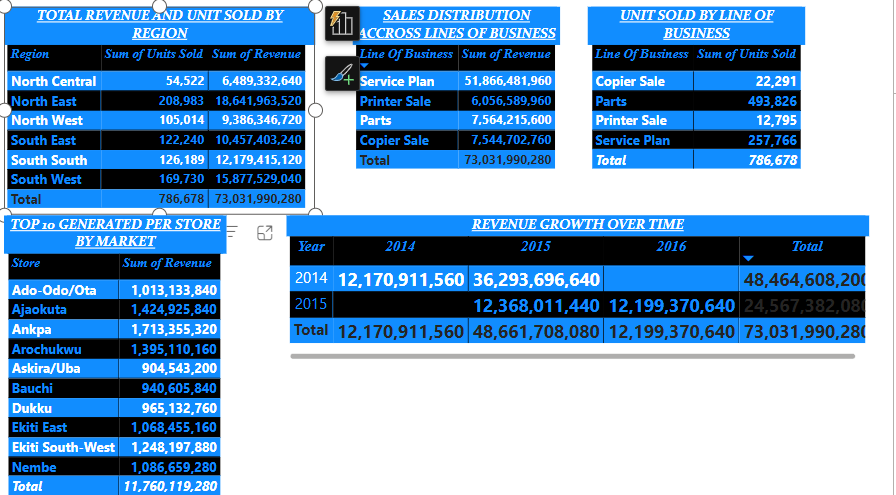 TOTAL REVENUE AND UNIT SOLD BY
REGION
Region Sum of Units Sold Sum of Revenue
North Central 54,522 6,489,332,640
North East 208,983 18,641,963,520
North West 105,014 9,386,346,720
South East 122,240 10,457,403,240
South South 126,189 12,179,415,120
South West 169,730 15,877,529,040
Total 786,678 73,031,990,280
SALES DISTRIBUTION
ACCROSS LINES OF BUSINESS
Line Of Business Sum of Revenue
Service Plan 51,866,481,960
Printer Sale 6,056,589,960
Parts 7,564,215,600
Copier Sale 7,544,702,760
Total 73,031,990,280
UNIT SOLD BY LINE OF
BUSINESS
Line Of Business Sum of Units Sold
Copier Sale 22,291
Parts 493,826
Printer Sale 12,795
Service Plan 257,766
Total 786,678
TOP 10 GENERATED PER STORE
BY MARKET
Store Sum of Revenue
Ado-Odo/Ota 1,013,133,840
Ajaokuta 1,424,925,840
Ankpa 1,713,355,320
Arochukwu 1,395,110,160
Askira/Uba 904,543,200
Bauchi 940,605,840
Dukku 965,132,760
Ekiti East 1,068,455,160
Ekiti South-West 1,248,197,880
Nembe 1,086,659,280
Total 11,760,119,280
REVENUE GROWTH OVER TIME
Year 2014 2015 2016 Total
2014 12,170,911,560 36,293,696,640 48,464,608,200
2015 12,368,011,440 12,199,370,640 24,567,382,080
Total 12,170,911,560 48,661,708,080 12,199,370,640 73,031,990,280